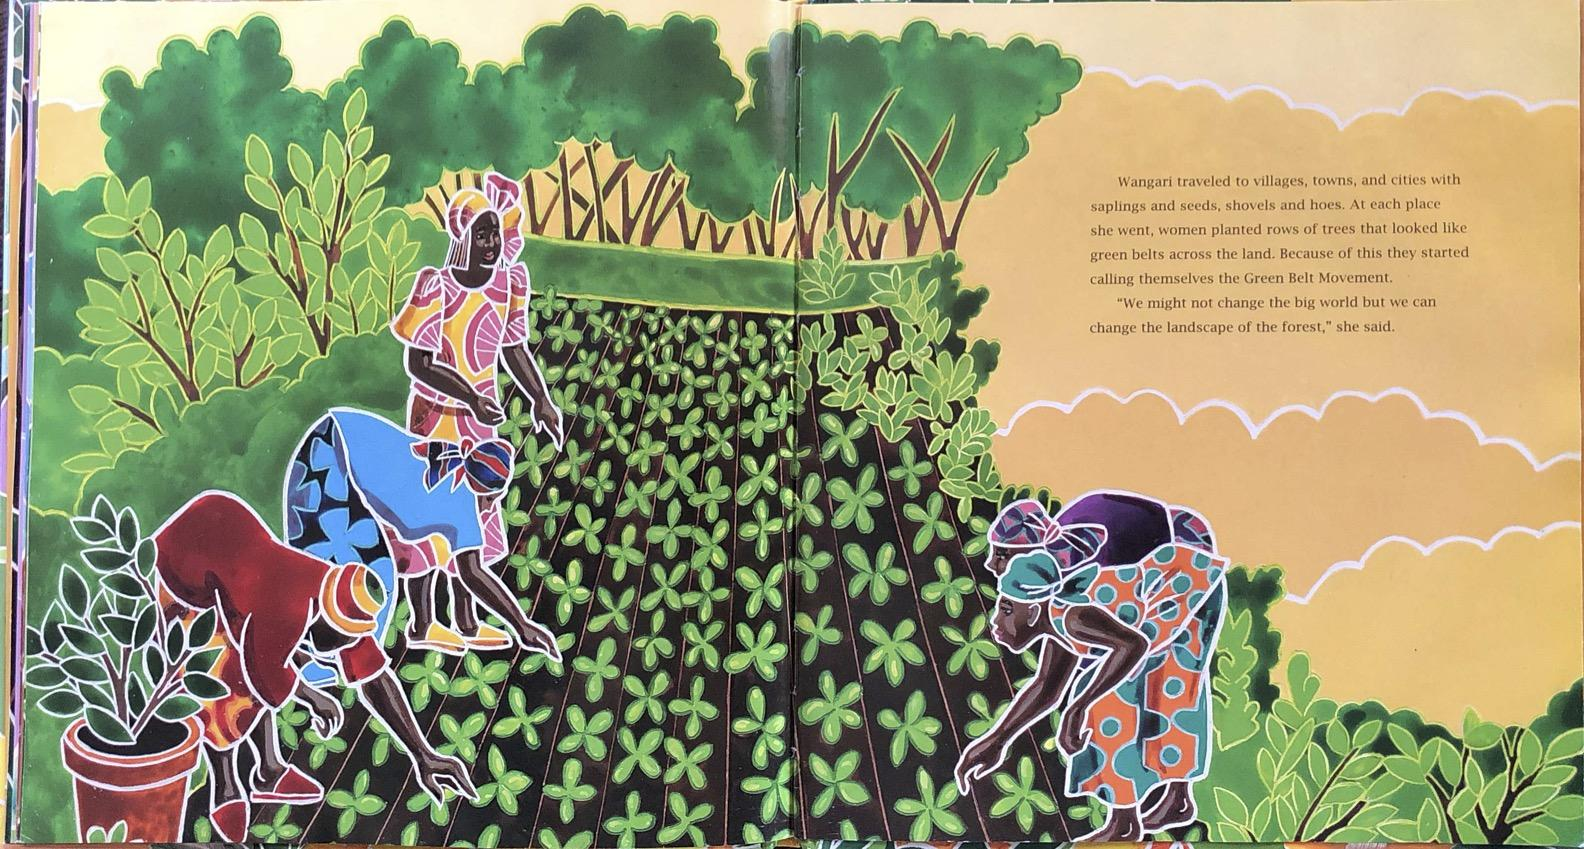 Wangari traveled to villages, towns, and cities with
saplings and seeds, shovels and hoes. At each place
she went, women planted rows of trees that looked like
green belts across the land. Because of this they started
calling themselves the Green Belt Movement.
“We might not change the big world but we can
change the landscape of the forest,” she said.